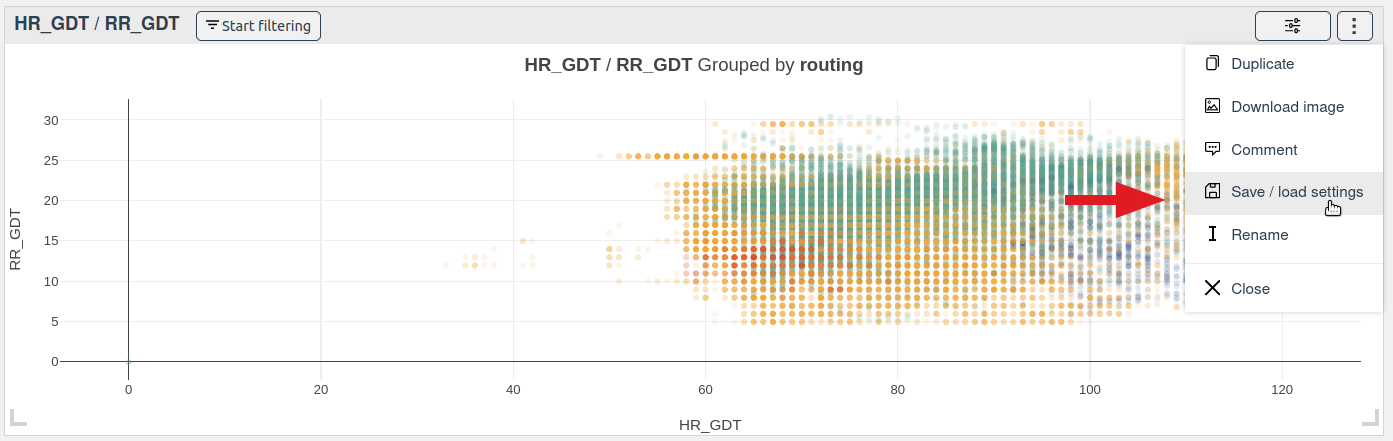 HR_GDT / RR_GDT
Start filtering
HR_GDT / RR_GDT Grouped by routing
Duplicate
Download image
Comment
Save / load settings
Rename
Close
RR_GDT
30
25
20
15
10
5
0
0 20 40 60 80 100 120
HR_GDT